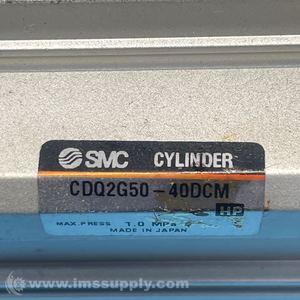 SMC CYLINDER
CDQ2G50-40DCM
HP
MAX.PRESS 1.0 MPa
MADE IN JAPAN
www.imssupply.com